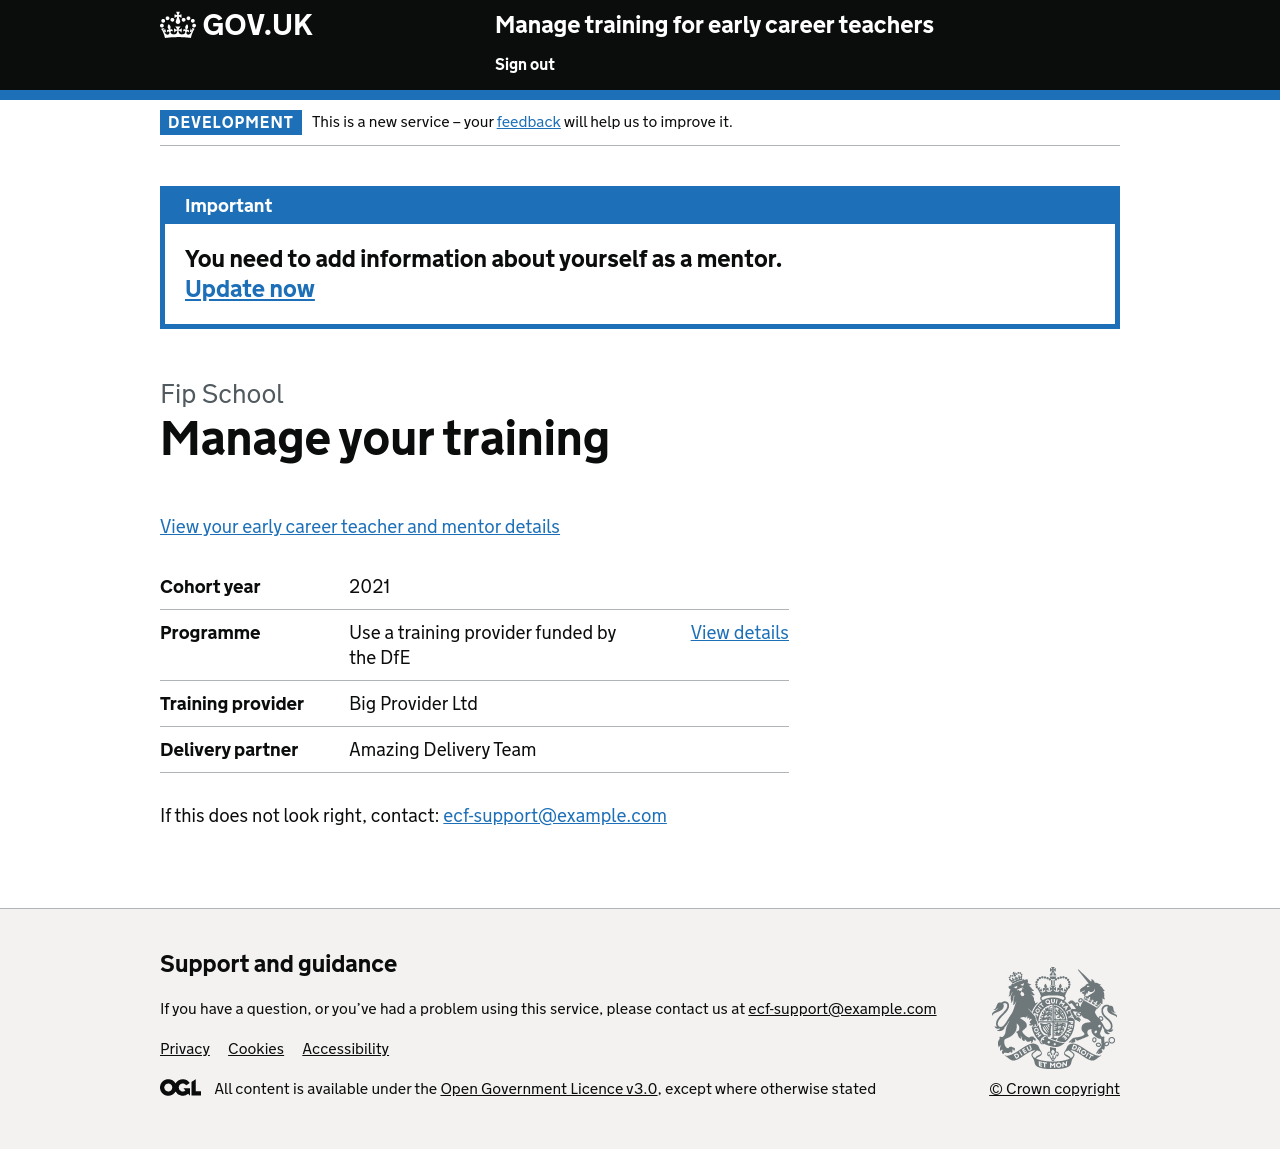 GOV.UK
Manage training for early career teachers
Sign out
DEVELOPMENT This is a new service – your feedback will help us to improve it.
Important
You need to add information about yourself as a mentor.
Update now
Fip School
Manage your training
View your early career teacher and mentor details
Cohort year 2021
Programme Use a training provider funded by View details
the DfE
Training provider Big Provider Ltd
Delivery partner Amazing Delivery Team
If this does not look right, contact: ecf-support@example.com
Support and guidance
If you have a question, or you’ve had a problem using this service, please contact us at ecf-support@example.com
Privacy Cookies Accessibility
OGL All content is available under the Open Government Licence v3.0, except where otherwise stated
© Crown copyright